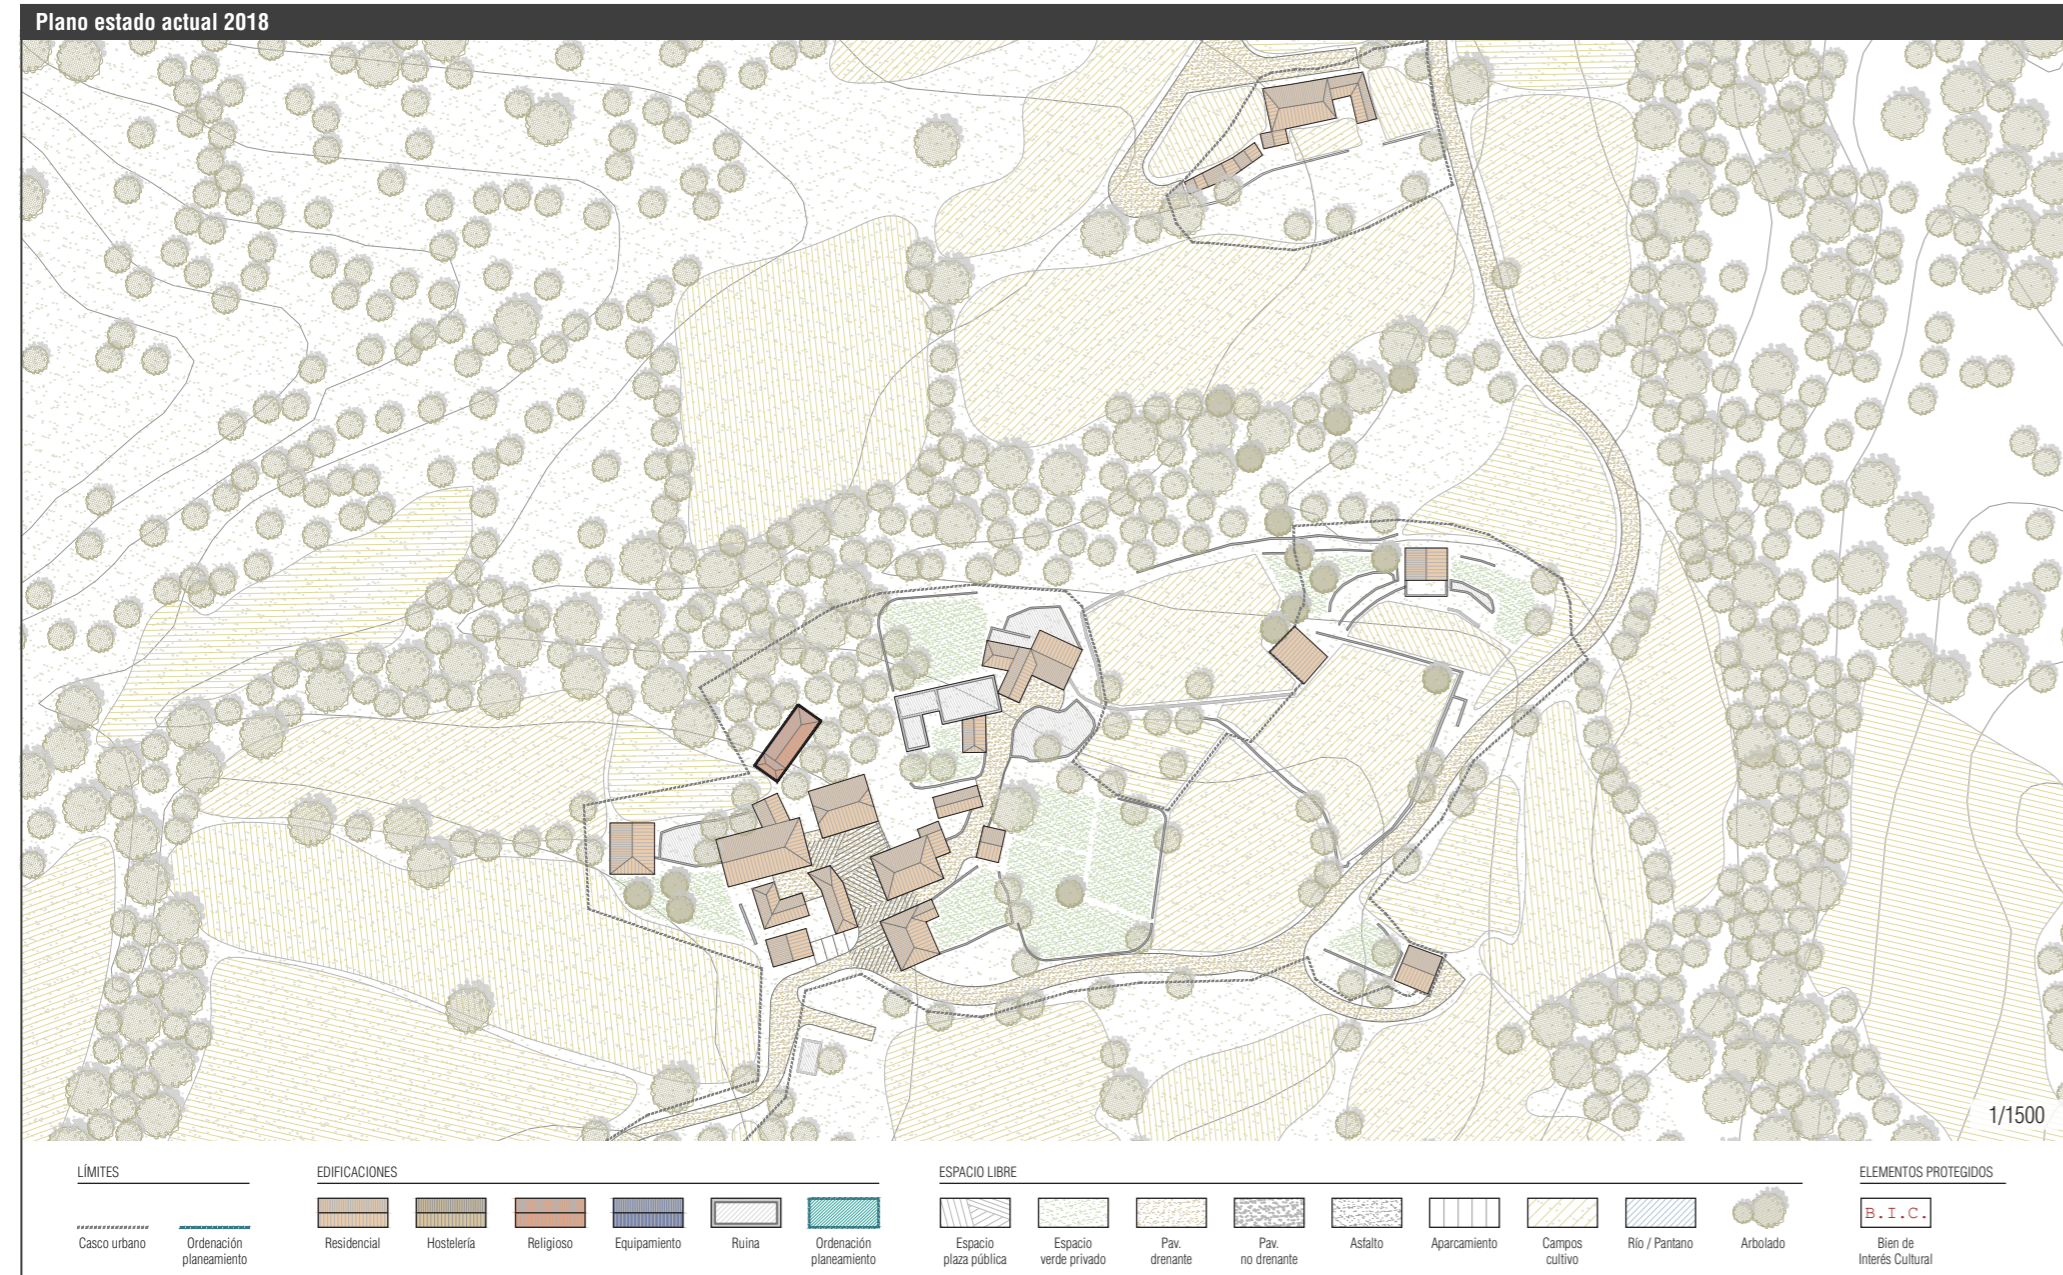 Plano estado actual 2018
1/1500
LÍMITES
Casco urbano
Ordenación
planeamiento
EDIFICACIONES
Residencial
Hostelería
Religioso
Equipamiento
Ruina
Ordenación
planeamiento
ESPACIO LIBRE
Espacio
plaza pública
Espacio
verde privado
Pav.
drenante
Pav.
no drenante
Asfalto
Aparcamiento
Campos
cultivo
Río / Pantano
Arbolado
ELEMENTOS PROTEGIDOS
B.I.C.
Bien de
Interés Cultural